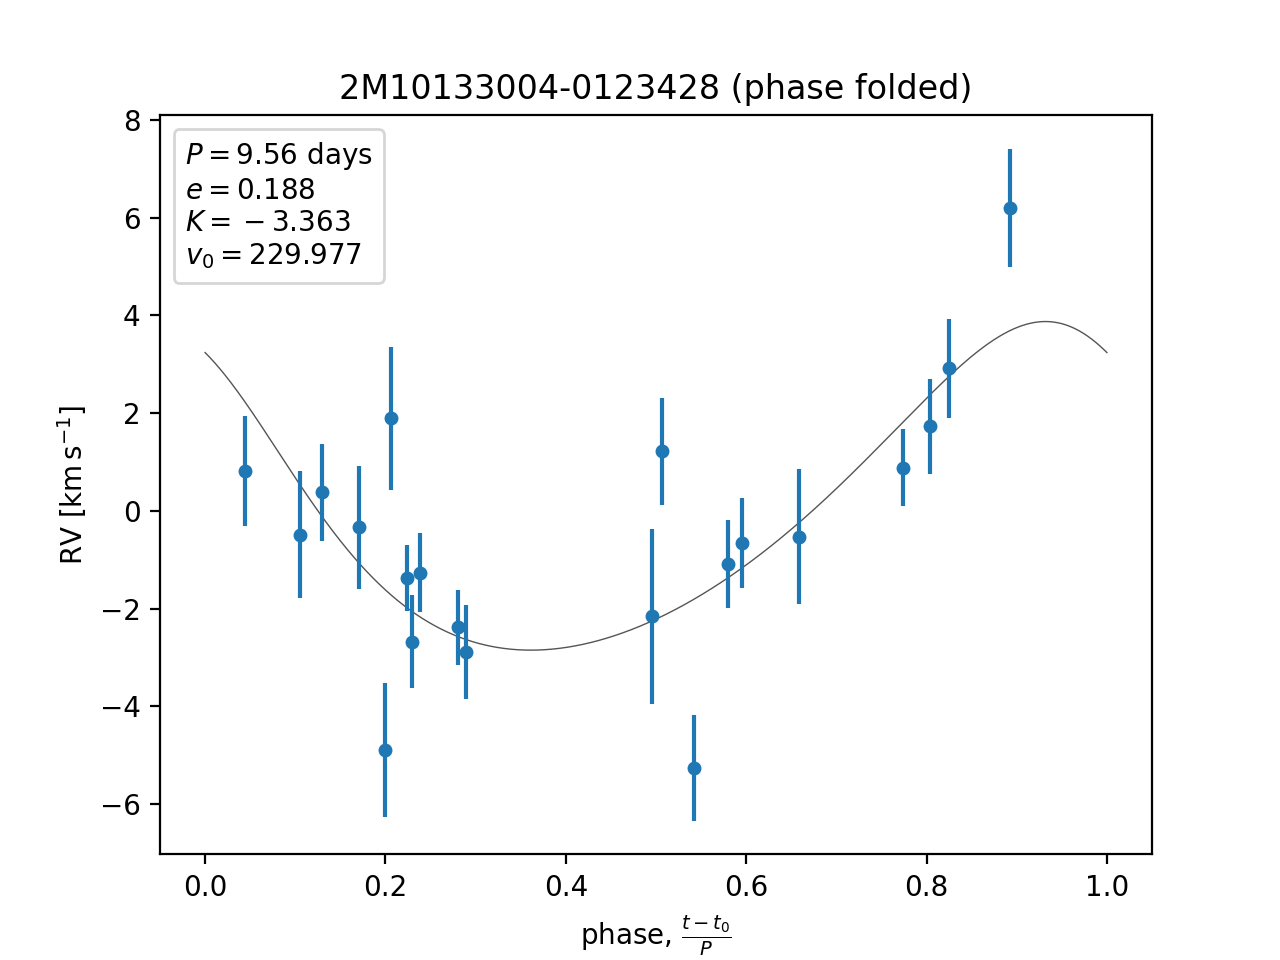 2M10133004-0123428 (phase folded)
P = 9.56 days
e = 0.188
K = −3.363
v₀ = 229.977
8
6
4
2
0
−2
−4
−6
RV [km s⁻¹]
0.0 0.2 0.4 0.6 0.8 1.0
phase, (t − t₀)/P